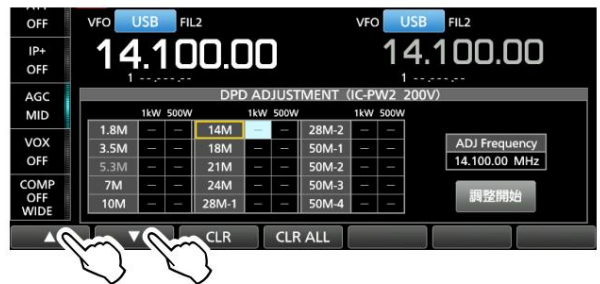 ATT
OFF
IP+
OFF
AGC
MID
VOX
OFF
COMP
OFF
WIDE
VFO USB FIL2
14.100.00
1 --.---.--
VFO USB FIL2
14.100.00
1 --.---.--
DPD ADJUSTMENT (IC-PW2 200V)
1kW 500W 1kW 500W 1kW 500W
1.8M – – 14M – – 28M-2 – –
3.5M – – 18M – – 50M-1 – –
5.3M – – 21M – – 50M-2 – –
7M – – 24M – – 50M-3 – –
10M – – 28M-1 – – 50M-4 – –
ADJ Frequency
14.100.00 MHz
調整開始
▲ ▼ CLR CLR ALL